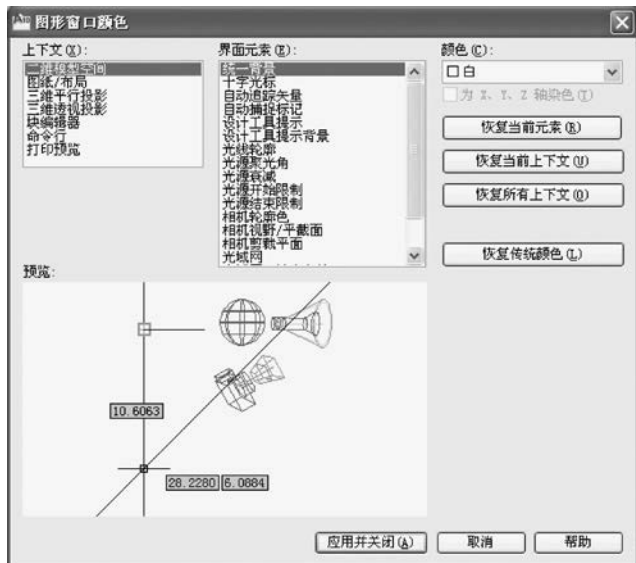 图形窗口颜色
上下文(X):
二维模型空间
图纸/布局
三维平行投影
三维透视投影
块编辑器
命令行
打印预览
界面元素(E):
统一背景
十字光标
自动追踪矢量
自动捕捉标记
设计工具提示
设计工具提示背景
光线轮廓
光源聚光角
光源衰减
光源开始限制
光源结束限制
相机轮廓色
相机视野/平截面
相机剪裁平面
光域网
颜色(C):
白
为 X、Y、Z 轴染色(T)
恢复当前元素(R)
恢复当前上下文(U)
恢复所有上下文(O)
恢复传统颜色(L)
预览:
10.6063
28.2280 6.0884
应用并关闭(A)
取消
帮助